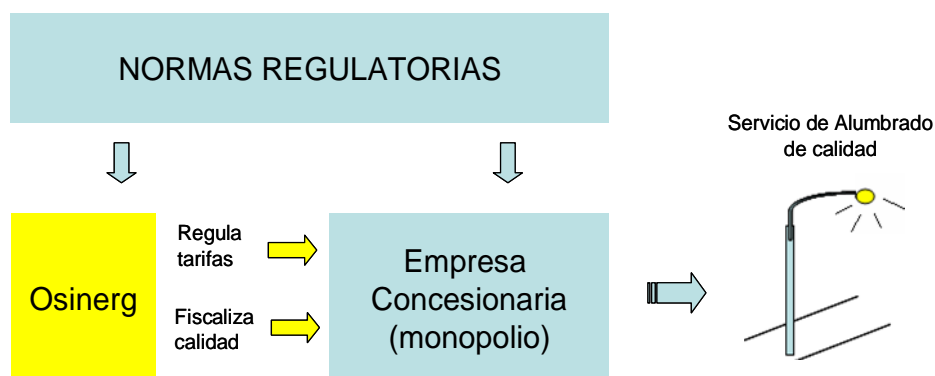 NORMAS REGULATORIAS
Servicio de Alumbrado
de calidad
Osinerg
Regula
tarifas
Fiscaliza
calidad
Empresa
Concesionaria
(monopolio)